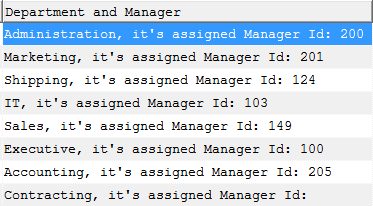 Department and Manager
Administration, it's assigned Manager Id: 200
Marketing, it's assigned Manager Id: 201
Shipping, it's assigned Manager Id: 124
IT, it's assigned Manager Id: 103
Sales, it's assigned Manager Id: 149
Executive, it's assigned Manager Id: 100
Accounting, it's assigned Manager Id: 205
Contracting, it's assigned Manager Id: